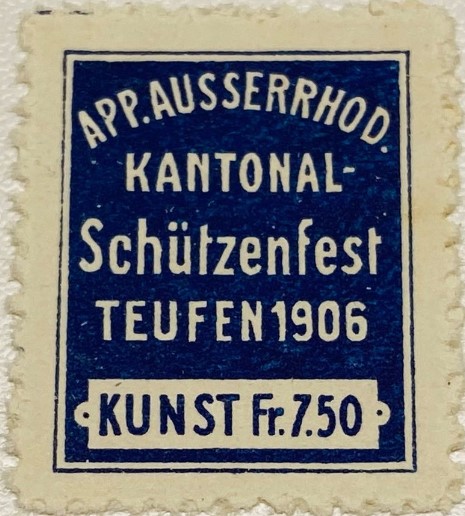 APP. AUSSERRHOD.
KANTONAL-
Schützenfest
TEUFEN 1906
KUNST Fr. 7.50